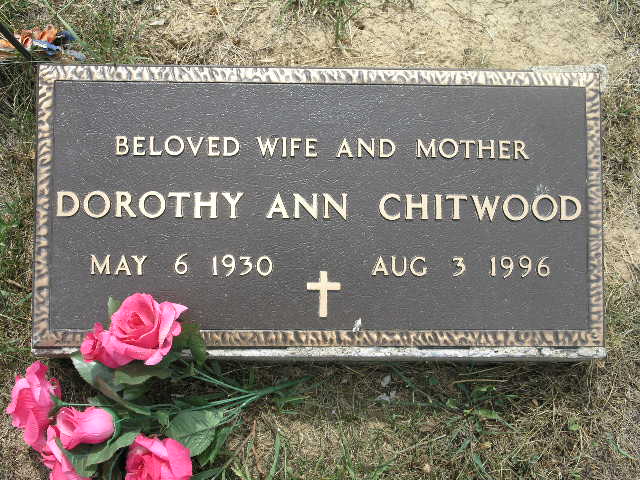 BELOVED WIFE AND MOTHER
DOROTHY ANN CHITWOOD
MAY 6 1930 AUG 3 1996